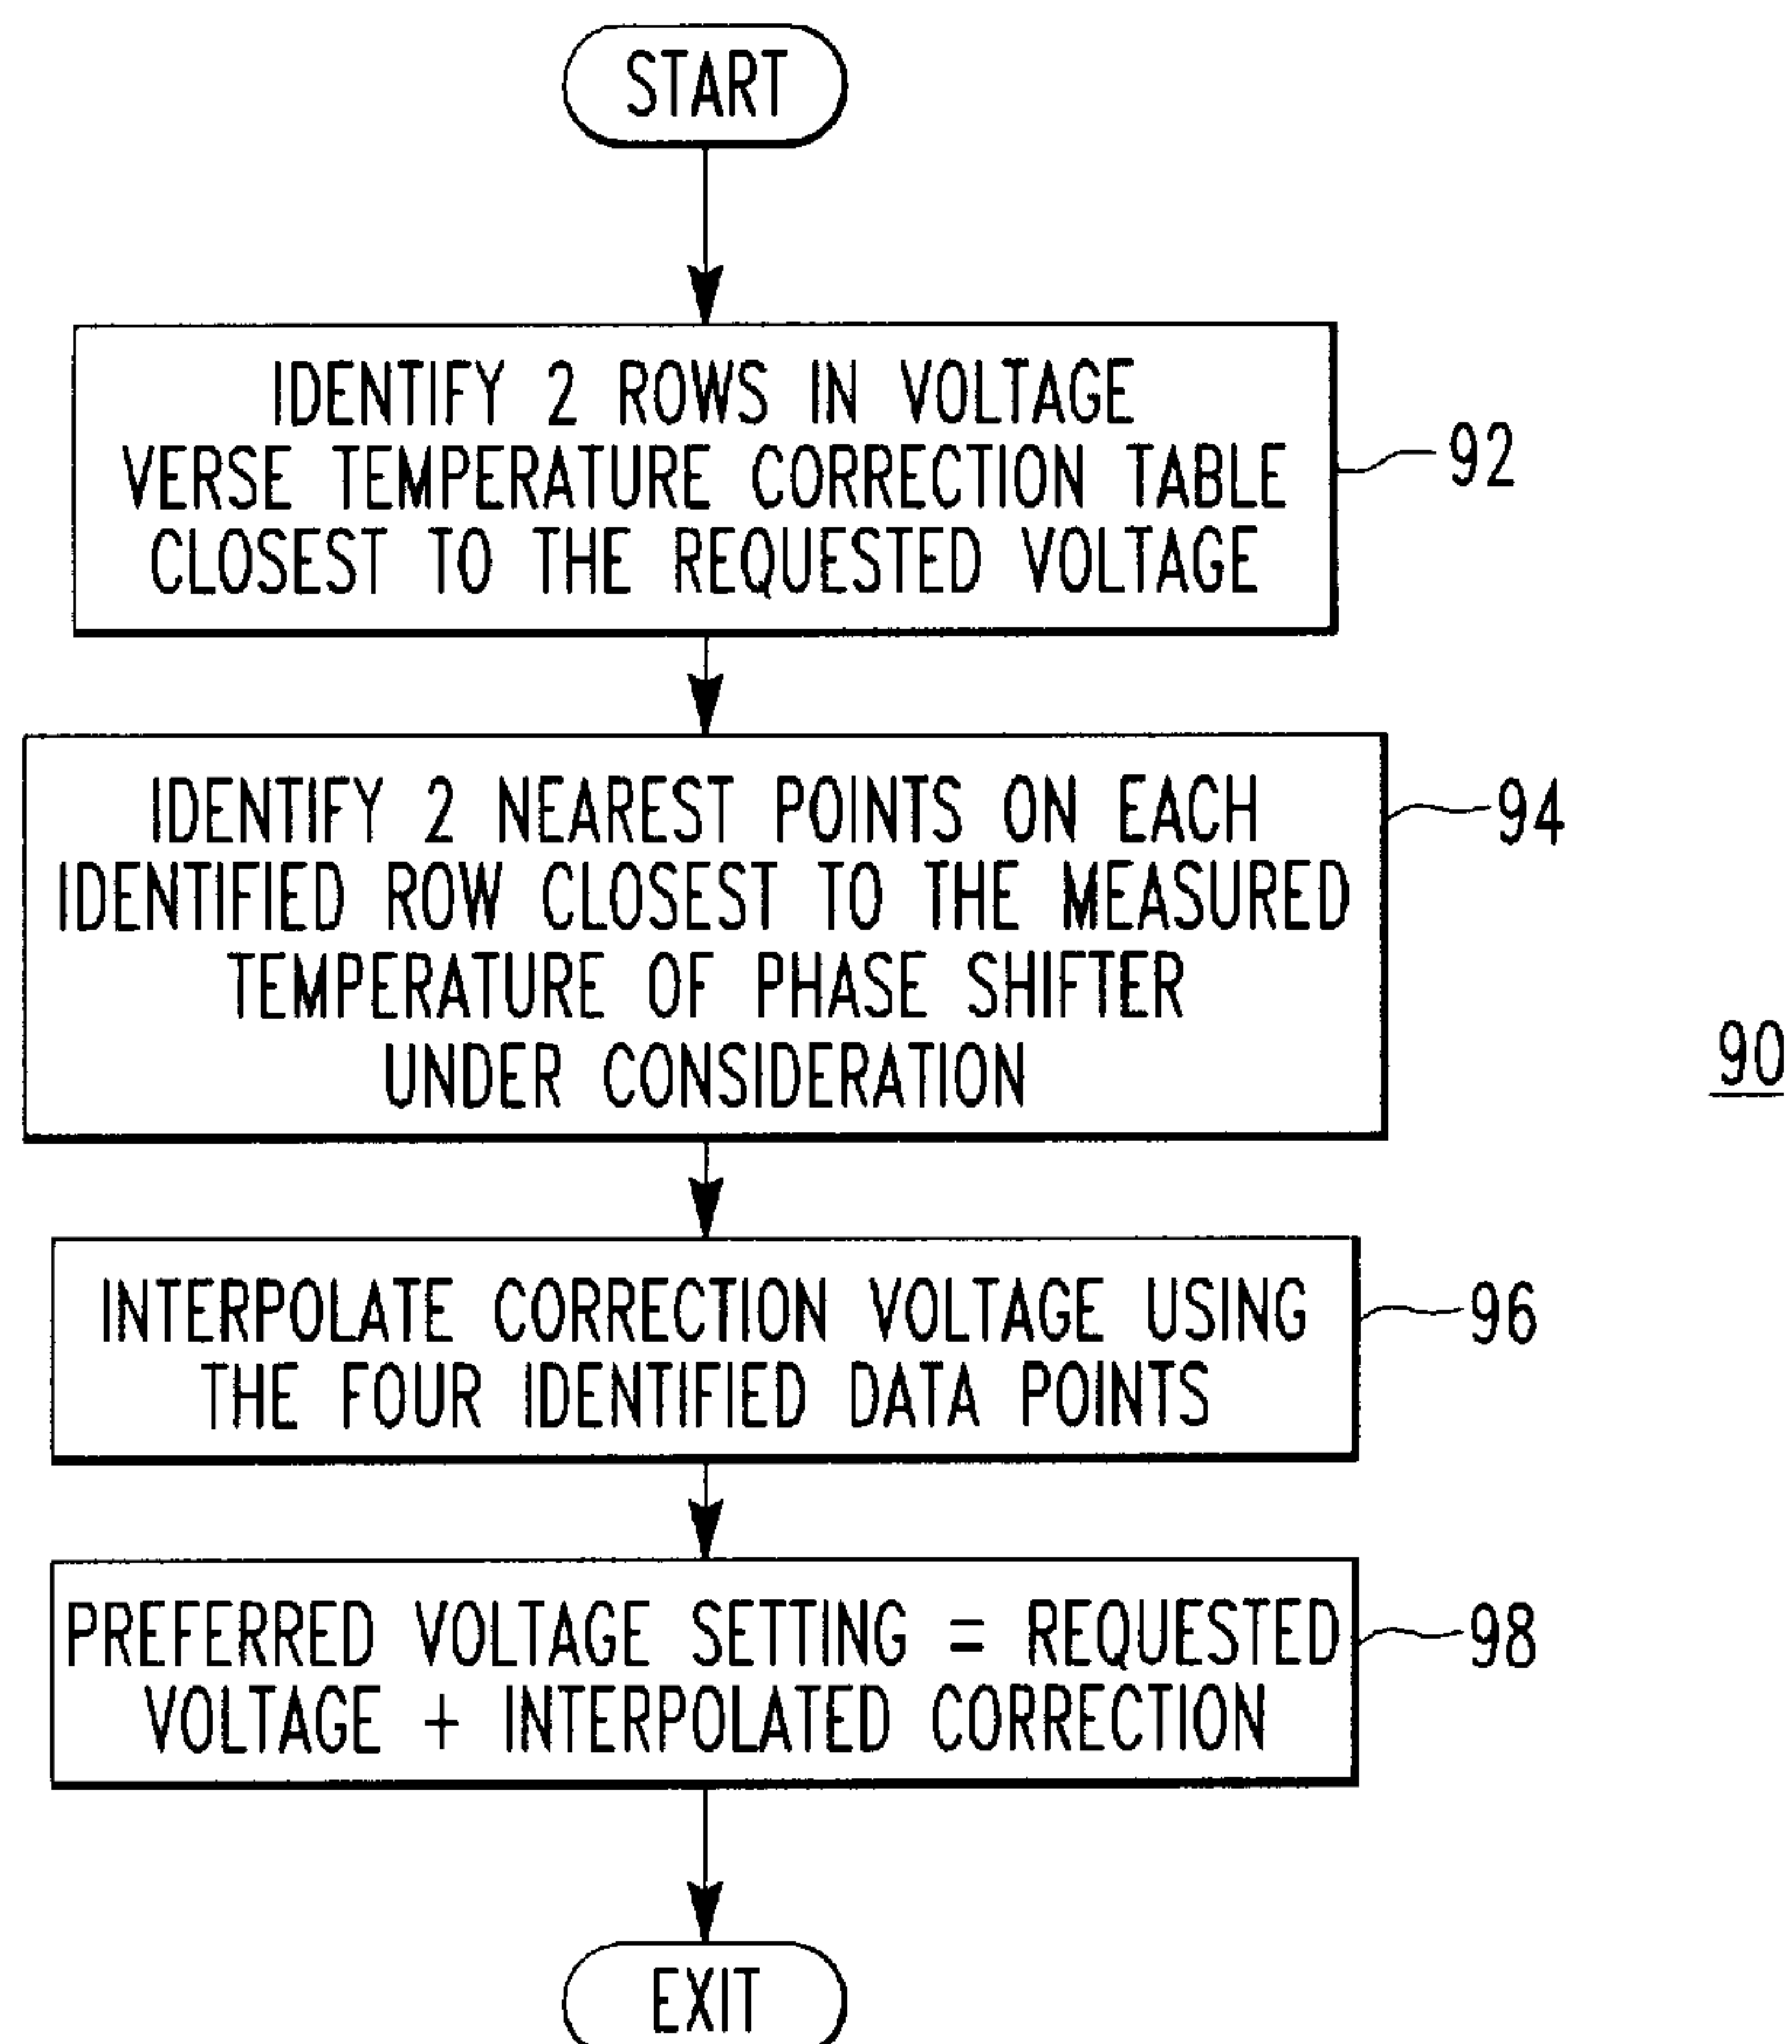 START
IDENTIFY 2 ROWS IN VOLTAGE
VERSE TEMPERATURE CORRECTION TABLE
CLOSEST TO THE REQUESTED VOLTAGE
92
IDENTIFY 2 NEAREST POINTS ON EACH
IDENTIFIED ROW CLOSEST TO THE MEASURED
TEMPERATURE OF PHASE SHIFTER
UNDER CONSIDERATION
94
90
INTERPOLATE CORRECTION VOLTAGE USING
THE FOUR IDENTIFIED DATA POINTS
96
PREFERRED VOLTAGE SETTING = REQUESTED
VOLTAGE + INTERPOLATED CORRECTION
98
EXIT